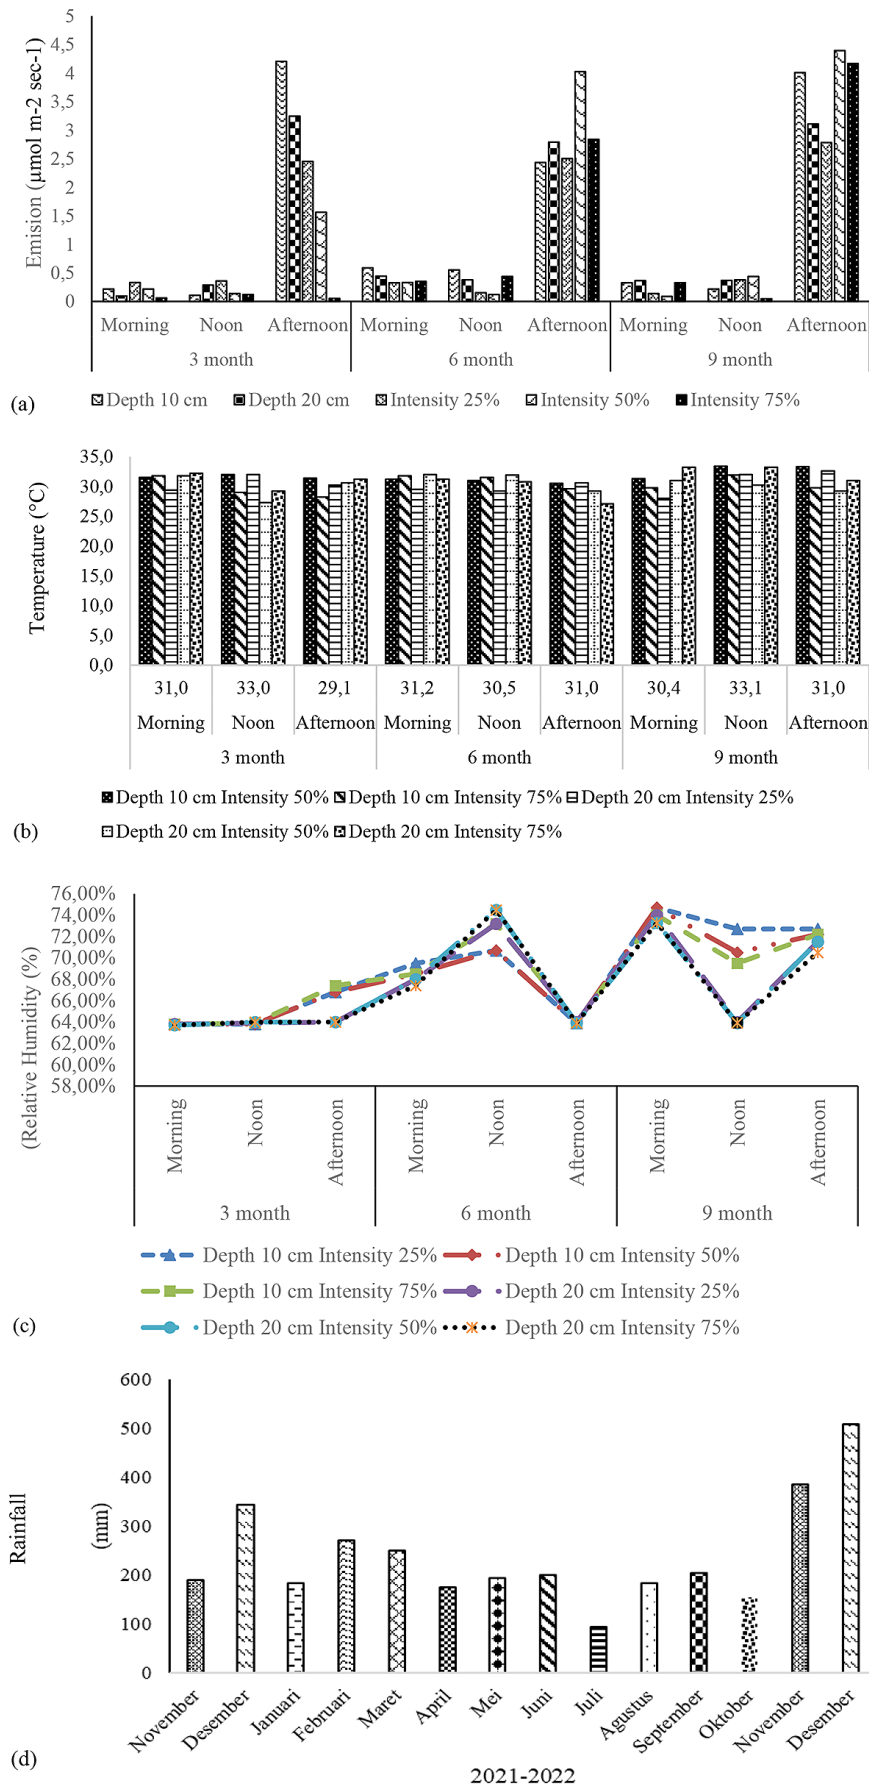 5
4,5
4
3,5
3
2,5
2
1,5
1
0,5
0
Emision (µmol m-2 sec-1)
Morning Noon Afternoon Morning Noon Afternoon Morning Noon Afternoon
3 month 6 month 9 month
(a)
Depth 10 cm Depth 20 cm Intensity 25% Intensity 50% Intensity 75%
35,0
30,0
25,0
20,0
15,0
10,0
5,0
0,0
Temperature (°C)
31,0 33,0 29,1 31,2 30,5 31,0 30,4 33,1 31,0
Morning Noon Afternoon Morning Noon Afternoon Morning Noon Afternoon
3 month 6 month 9 month
Depth 10 cm Intensity 50% Depth 10 cm Intensity 75% Depth 20 cm Intensity 25%
(b)
Depth 20 cm Intensity 50% Depth 20 cm Intensity 75%
76,00%
74,00%
72,00%
70,00%
68,00%
66,00%
64,00%
62,00%
60,00%
58,00%
(Relative Humidity (%)
Morning Noon Afternoon Morning Noon Afternoon Morning Noon Afternoon
3 month 6 month 9 month
Depth 10 cm Intensity 25% Depth 10 cm Intensity 50%
Depth 10 cm Intensity 75% Depth 20 cm Intensity 25%
(c)
Depth 20 cm Intensity 50% Depth 20 cm Intensity 75%
600
500
400
300
200
100
0
Rainfall
(mm)
November Desember Januari Februari Maret April Mei Juni Juli Agustus September Oktober November Desember
(d)
2021-2022